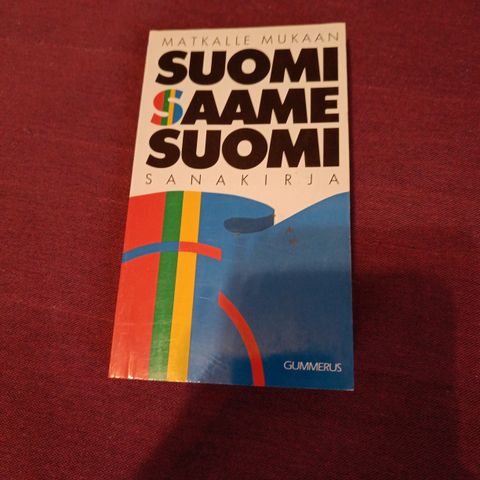 MATKALLE MUKAAN
SUOMI
SAAME
SUOMI
SANAKIRJA
GUMMERUS